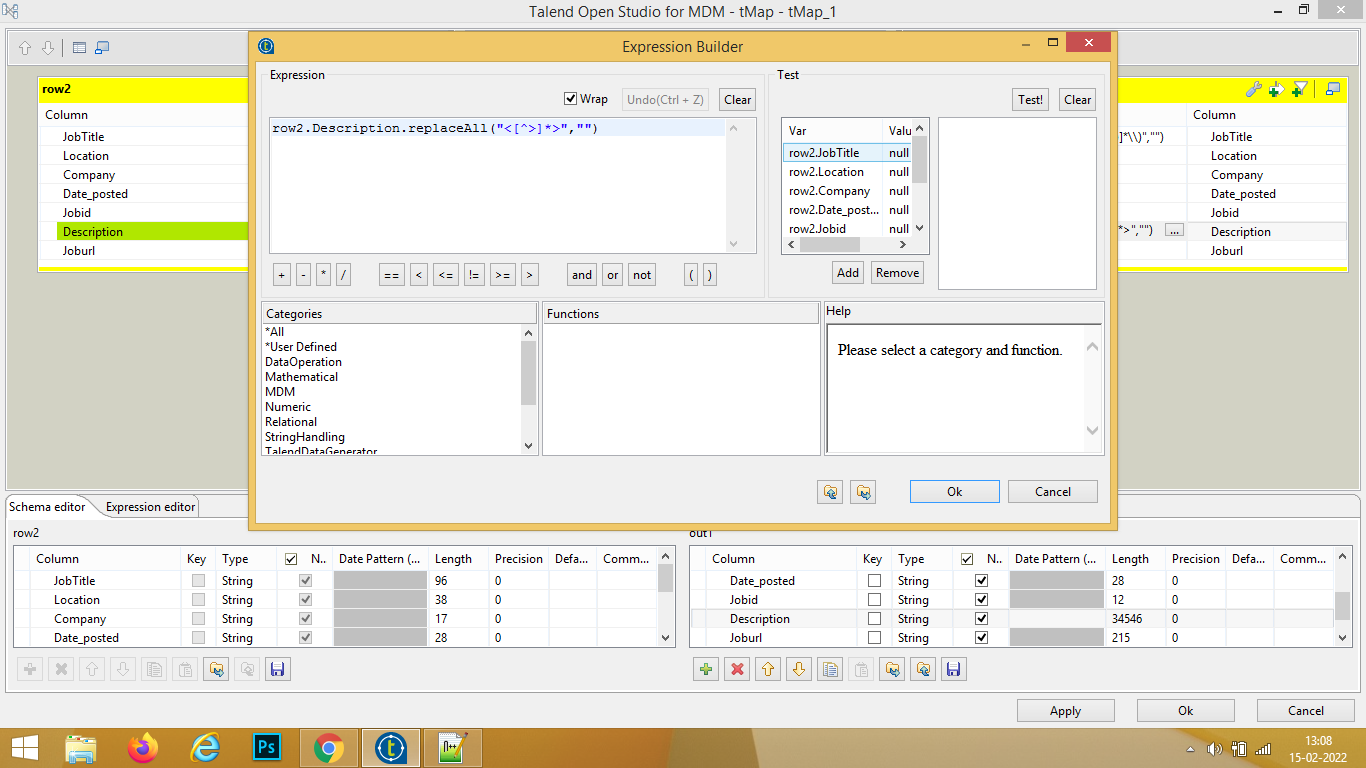 Talend Open Studio for MDM - tMap - tMap_1
Expression Builder
row2
Column
JobTitle
Location
Company
Date_posted
Jobid
Description
Joburl
Expression
Wrap
Undo(Ctrl + Z)
Clear
row2.Description.replaceAll("<[^>]*>","")
+ - * / == < <= != >= > and or not ( )
Test
Test!
Clear
Var Valu
row2.JobTitle null
row2.Location null
row2.Company null
row2.Date_post... null
row2.Jobid null
Add
Remove
Categories
*All
*User Defined
DataOperation
Mathematical
MDM
Numeric
Relational
StringHandling
TalendDataGenerator
Functions
Help
Please select a category and function.
Ok
Cancel
Column
]*\\)","") JobTitle
Location
Company
Date_posted
Jobid
*>","") ... Description
Joburl
Schema editor
Expression editor
row2
Column Key Type N.. Date Pattern (... Length Precision Defa... Comm...
JobTitle String 96 0
Location String 38 0
Company String 17 0
Date_posted String 28 0
out1
Column Key Type N.. Date Pattern (... Length Precision Defa... Comm...
Date_posted String 28 0
Jobid String 12 0
Description String 34546 0
Joburl String 215 0
Apply
Ok
Cancel
Ps
N++
13:08
15-02-2022